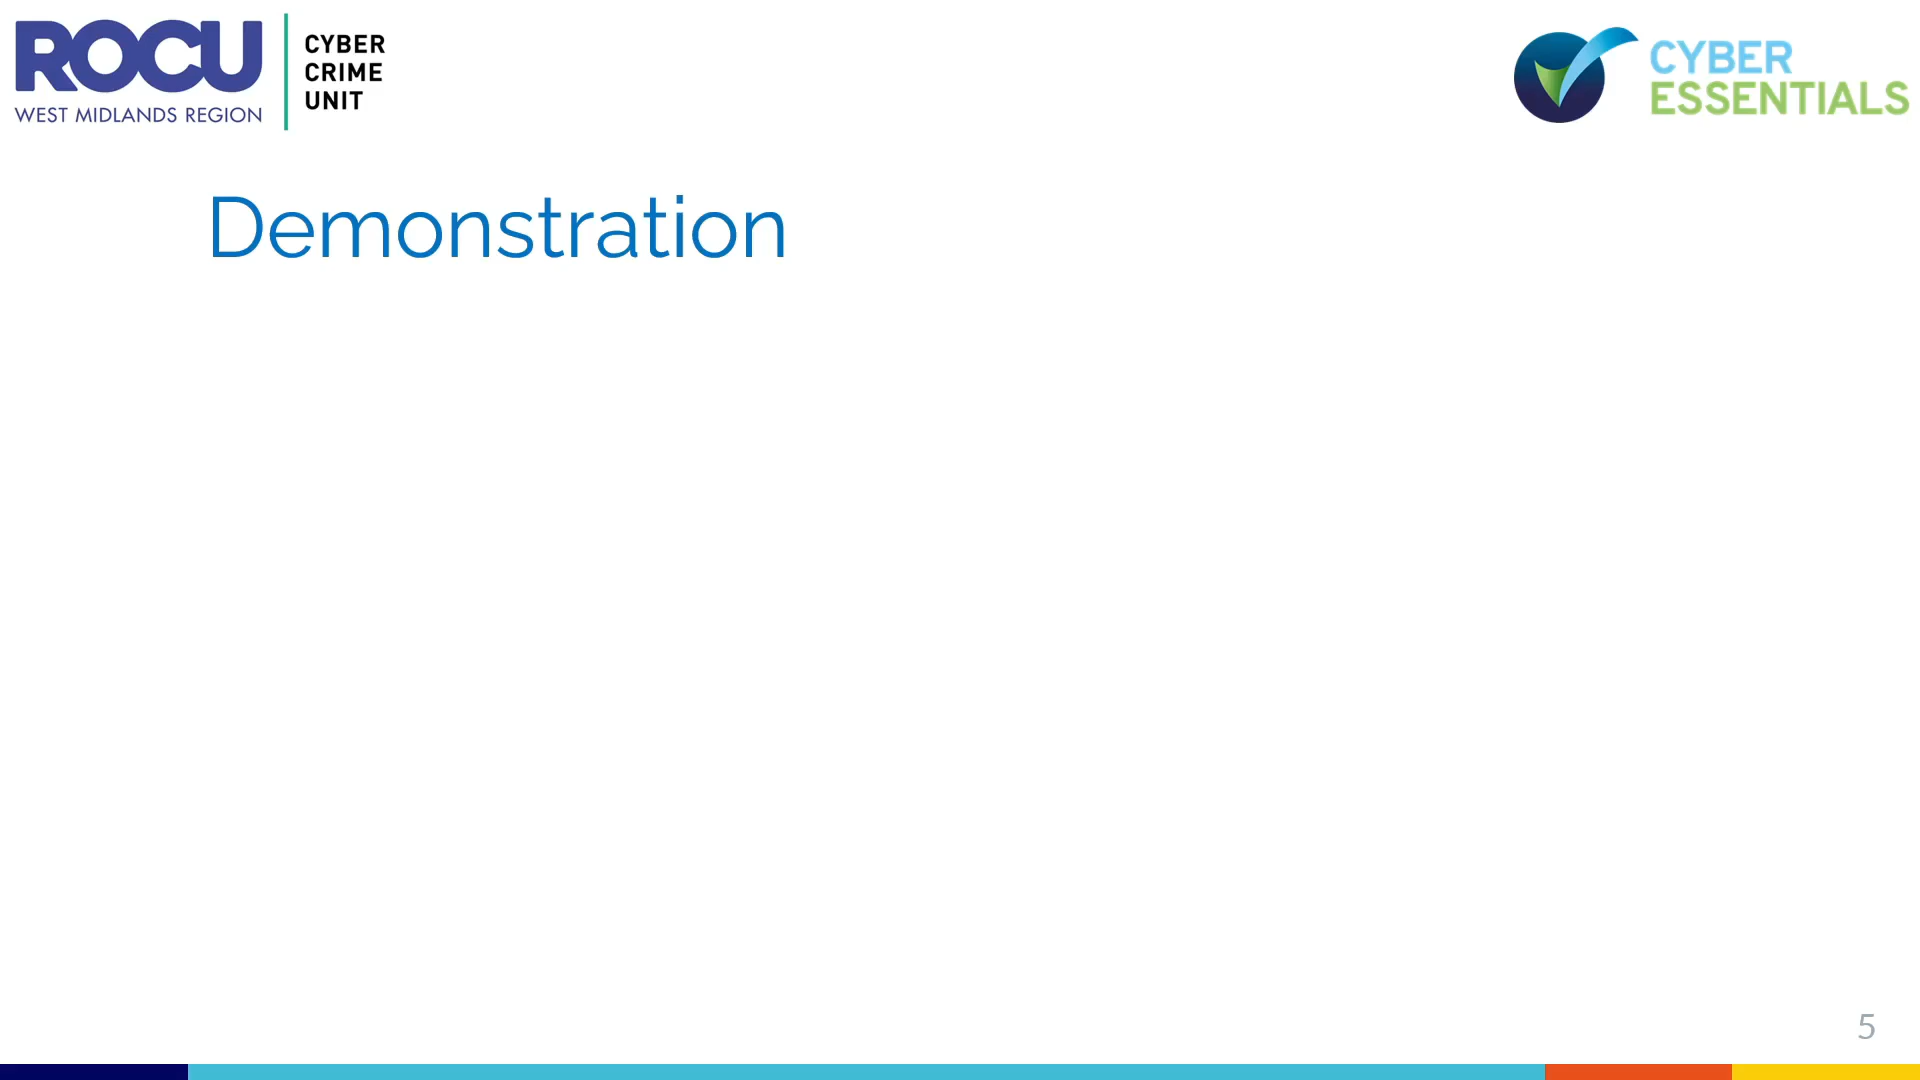 ROCU
WEST MIDLANDS REGION
CYBER
CRIME
UNIT
CYBER
ESSENTIALS
Demonstration
5